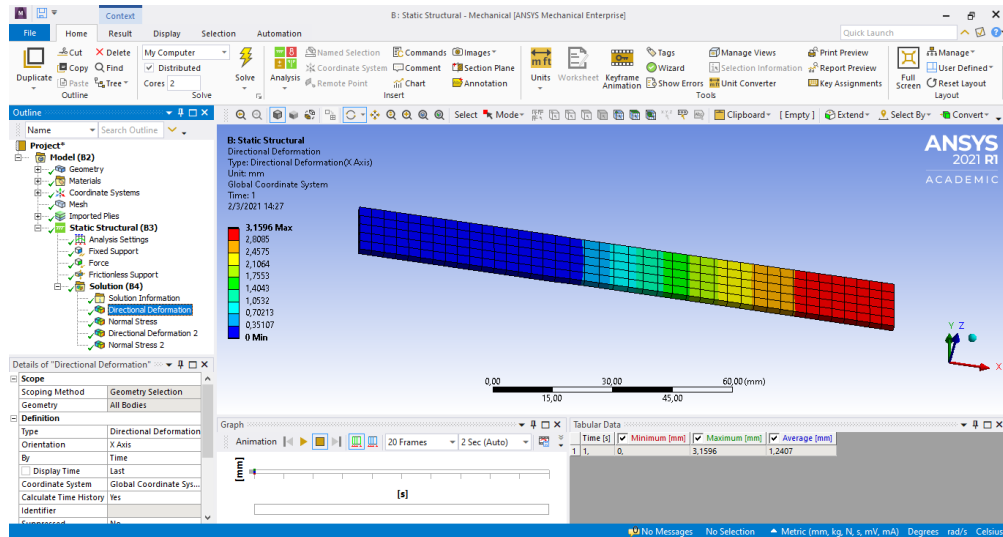 Context
B : Static Structural - Mechanical [ANSYS Mechanical Enterprise]
File Home Result Display Selection Automation
Quick Launch
Duplicate
Cut
Copy
Paste
Delete
Find
Tree
Outline
My Computer
Distributed
Cores 2
Solve
Solve
Analysis
Named Selection
Coordinate System
Remote Point
Commands
Comment
Chart
Images
Section Plane
Annotation
Insert
Units
Worksheet
Keyframe Animation
Tags
Wizard
Show Errors
Manage Views
Selection Information
Unit Converter
Print Preview
Report Preview
Key Assignments
Tools
Full Screen
Manage
User Defined
Reset Layout
Layout
Outline
Name Search Outline
Select Mode Clipboard [ Empty ] Extend Select By Convert
Project*
Model (B2)
Geometry
Materials
Coordinate Systems
Mesh
Imported Plies
Static Structural (B3)
Analysis Settings
Fixed Support
Force
Frictionless Support
Solution (B4)
Solution Information
Directional Deformation
Normal Stress
Directional Deformation 2
Normal Stress 2
B: Static Structural
Directional Deformation
Type: Directional Deformation(X Axis)
Unit: mm
Global Coordinate System
Time: 1
2/3/2021 14:27
3,1596 Max
2,8085
2,4575
2,1064
1,7553
1,4043
1,0532
0,70213
0,35107
0 Min
ANSYS
2021 R1
ACADEMIC
Y Z
X
0,00 30,00 60,00 (mm)
15,00 45,00
Details of "Directional Deformation"
Scope
Scoping Method Geometry Selection
Geometry All Bodies
Definition
Type Directional Deformation
Orientation X Axis
By Time
Display Time Last
Coordinate System Global Coordinate Sys...
Calculate Time History Yes
Identifier
Suppressed No
Graph
Animation 20 Frames 2 Sec (Auto)
[mm]
[s]
Tabular Data
Time [s] Minimum [mm] Maximum [mm] Average [mm]
1 1, 0, 3,1596 1,2407
No Messages No Selection Metric (mm, kg, N, s, mV, mA) Degrees rad/s Celsius